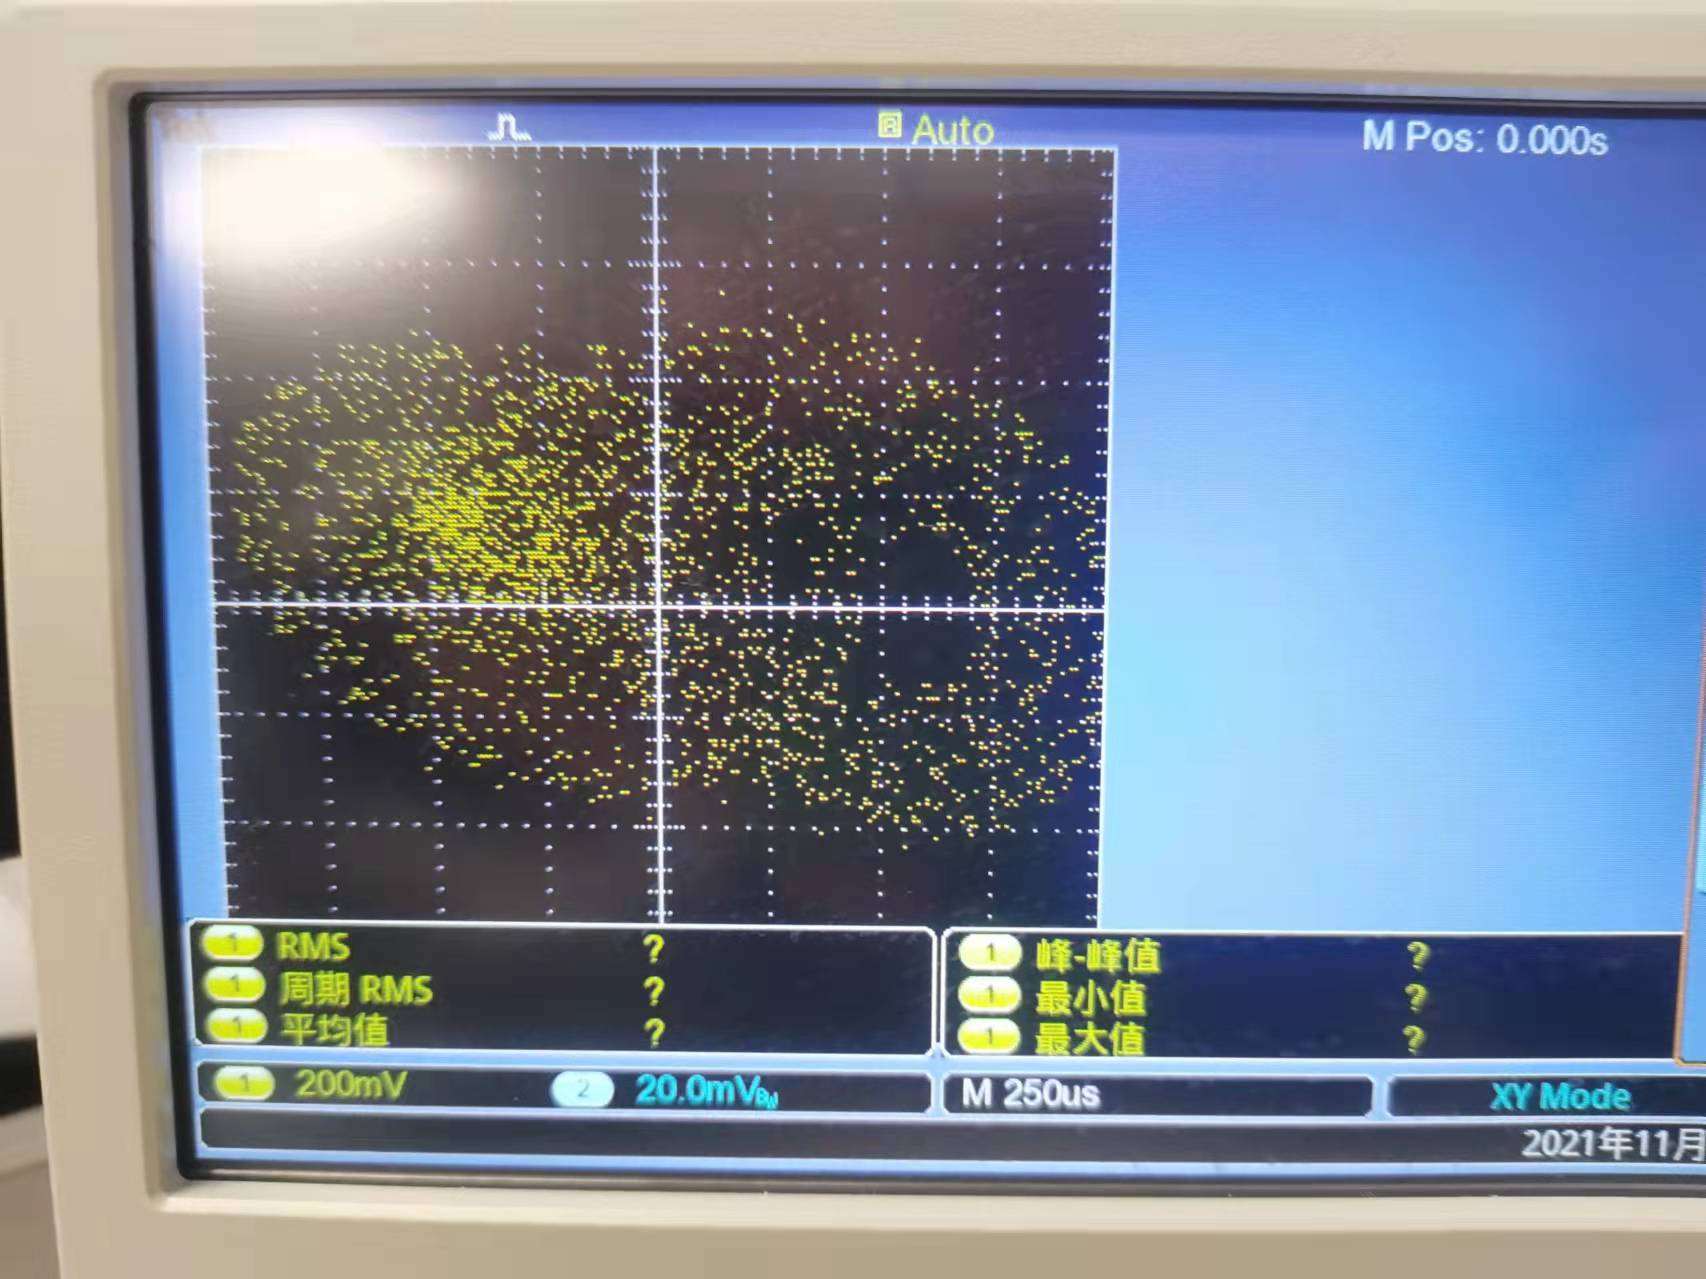 Auto M Pos: 0.000s
1 RMS ?
1 周期 RMS ?
1 平均值 ?
1 峰-峰值 ?
1 最小值 ?
1 最大值 ?
1 200mV 2 20.0mVBW M 250us XY Mode
2021年11月